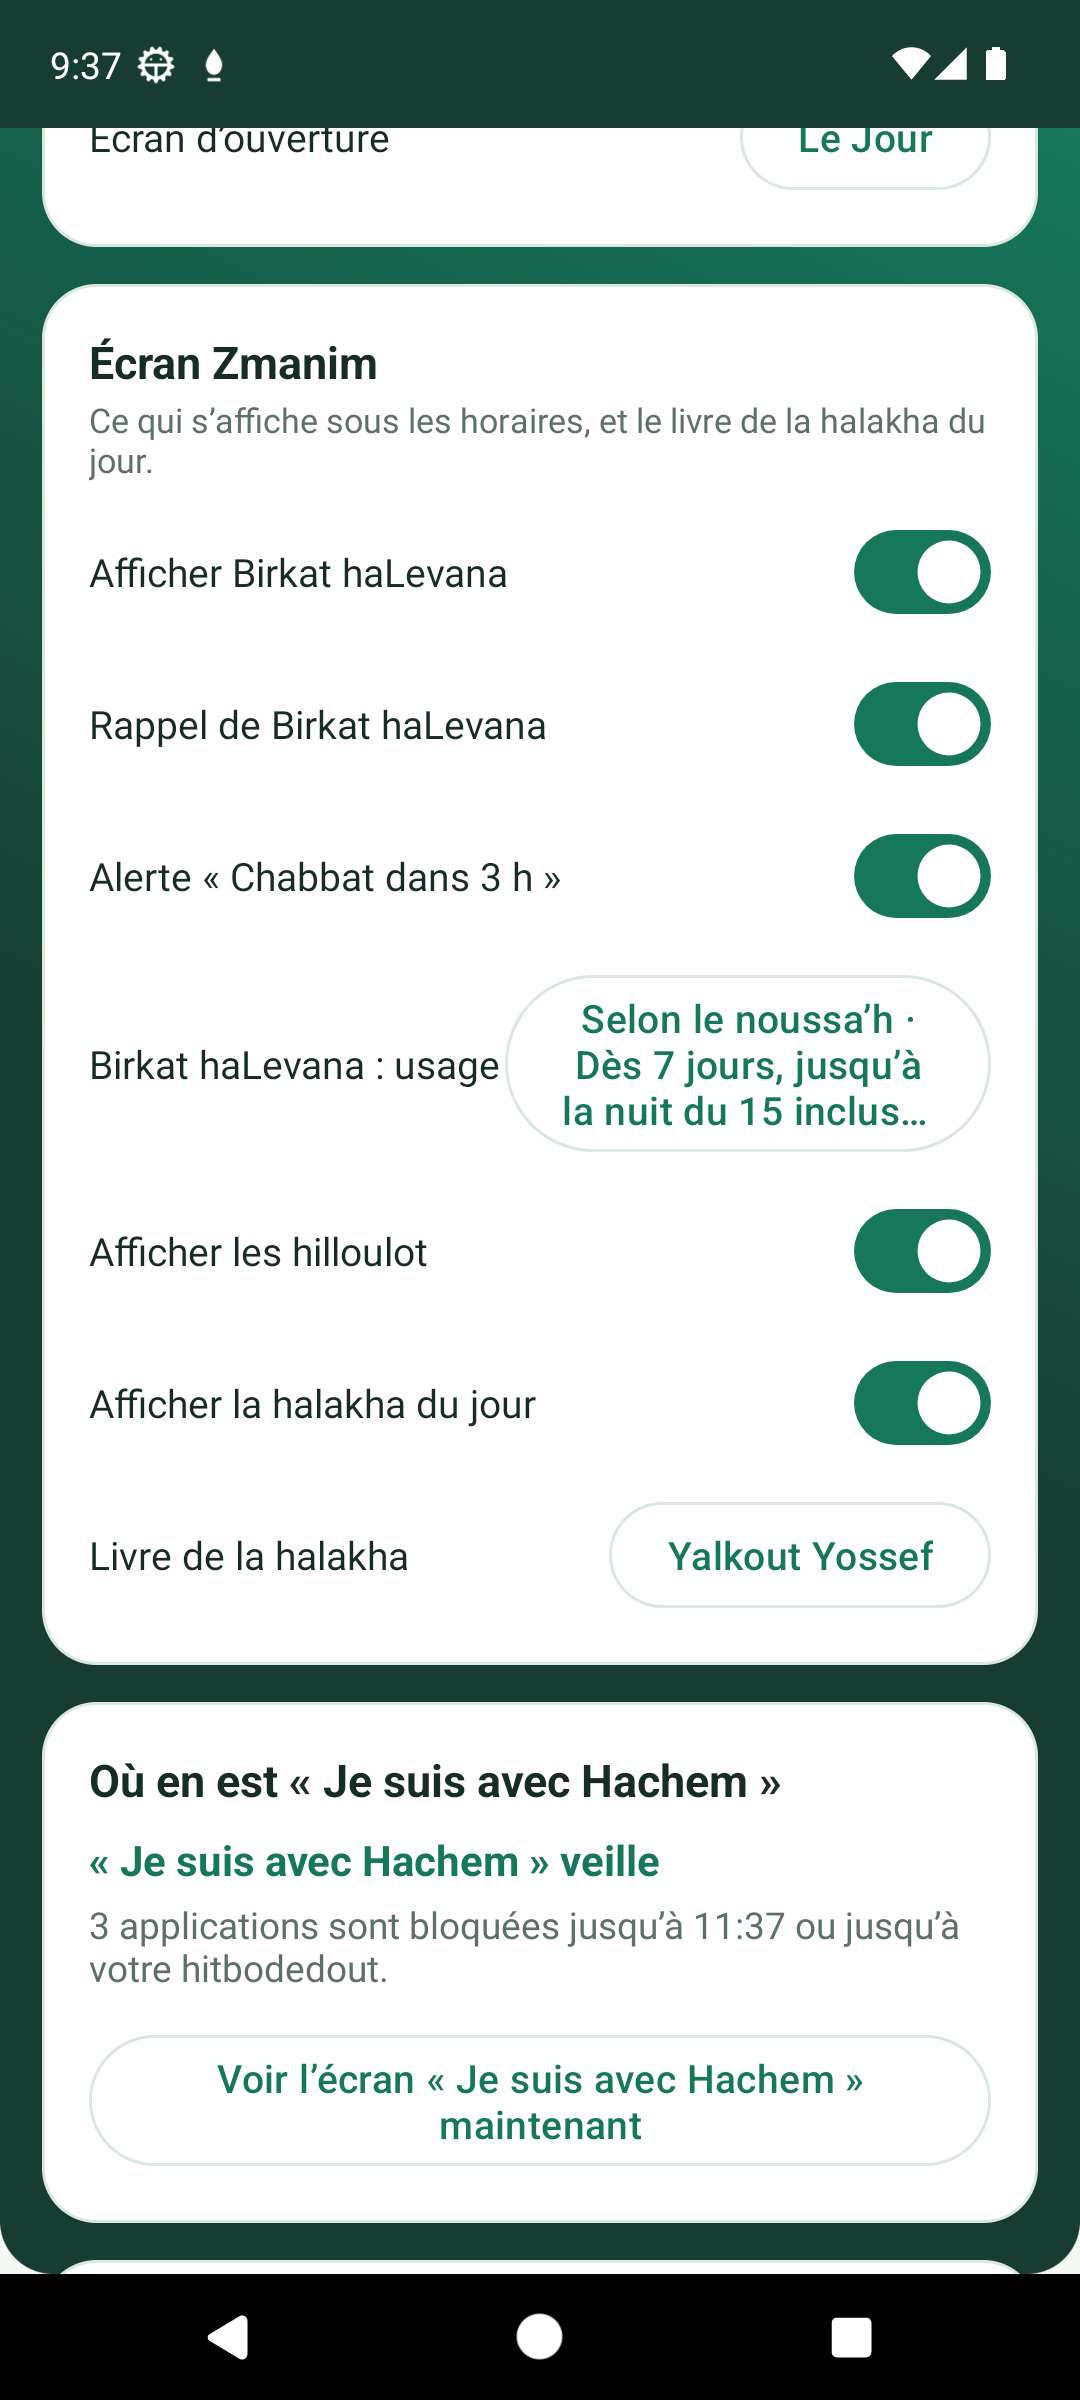 9:37
Écran d’ouverture
Le Jour
Écran Zmanim
Ce qui s’affiche sous les horaires, et le livre de la halakha du
jour.
Afficher Birkat haLevana
Rappel de Birkat haLevana
Alerte « Chabbat dans 3 h »
Birkat haLevana : usage
Selon le noussa’h ·
Dès 7 jours, jusqu’à
la nuit du 15 inclus…
Afficher les hilloulot
Afficher la halakha du jour
Livre de la halakha
Yalkout Yossef
Où en est « Je suis avec Hachem »
« Je suis avec Hachem » veille
3 applications sont bloquées jusqu’à 11:37 ou jusqu’à
votre hitbodedout.
Voir l’écran « Je suis avec Hachem »
maintenant